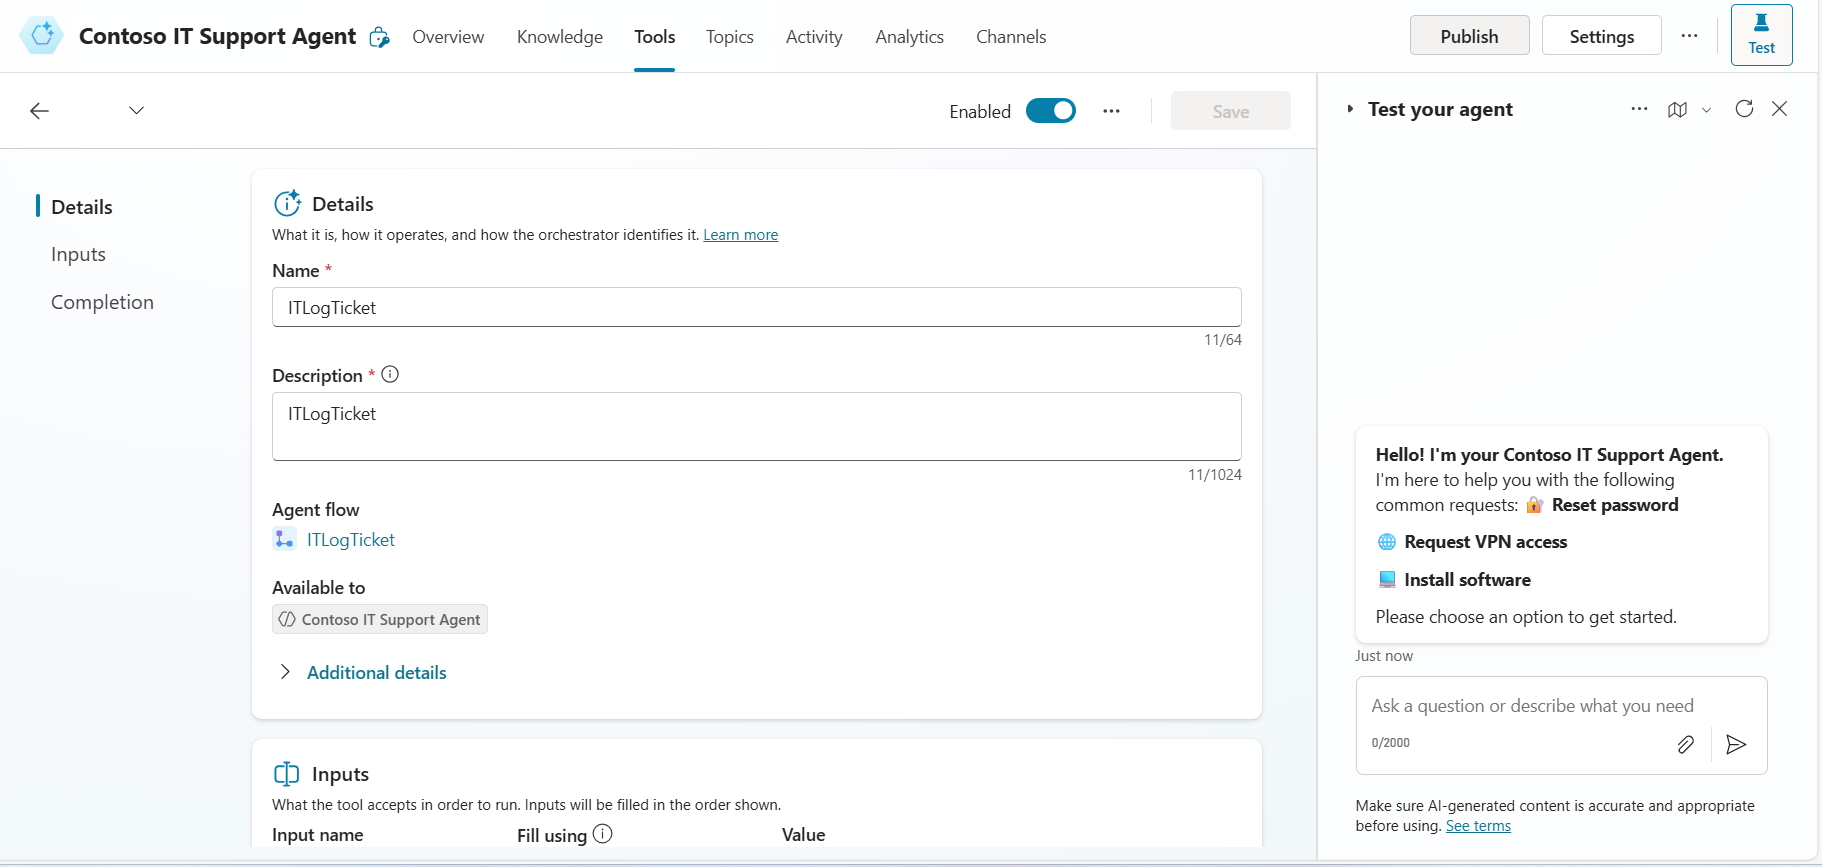 Contoso IT Support Agent
Overview
Knowledge
Tools
Topics
Activity
Analytics
Channels
Publish
Settings
Test
Enabled
Save
Details
Inputs
Completion
Details
What it is, how it operates, and how the orchestrator identifies it. Learn more
Name *
ITLogTicket
11/64
Description *
ITLogTicket
11/1024
Agent flow
ITLogTicket
Available to
Contoso IT Support Agent
Additional details
Inputs
What the tool accepts in order to run. Inputs will be filled in the order shown.
Input name
Fill using
Value
Test your agent
Hello! I'm your Contoso IT Support Agent.
I'm here to help you with the following
common requests: 🔐 Reset password
🌐 Request VPN access
💻 Install software
Please choose an option to get started.
Just now
Ask a question or describe what you need
0/2000
Make sure AI-generated content is accurate and appropriate
before using. See terms